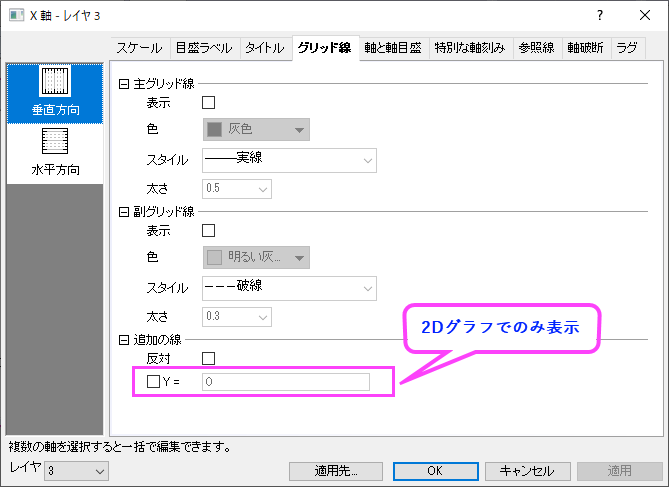 X 軸 - レイヤ 3
スケール 目盛ラベル タイトル グリッド線 軸と軸目盛 特別な軸刻み 参照線 軸破断 ラグ
垂直方向
水平方向
主グリッド線
表示
色 灰色
スタイル 実線
太さ 0.5
副グリッド線
表示
色 明るい灰...
スタイル 破線
太さ 0.3
2Dグラフでのみ表示
追加の線
反対
Y = 0
複数の軸を選択すると一括で編集できます。
レイヤ 3 適用先... OK キャンセル 適用